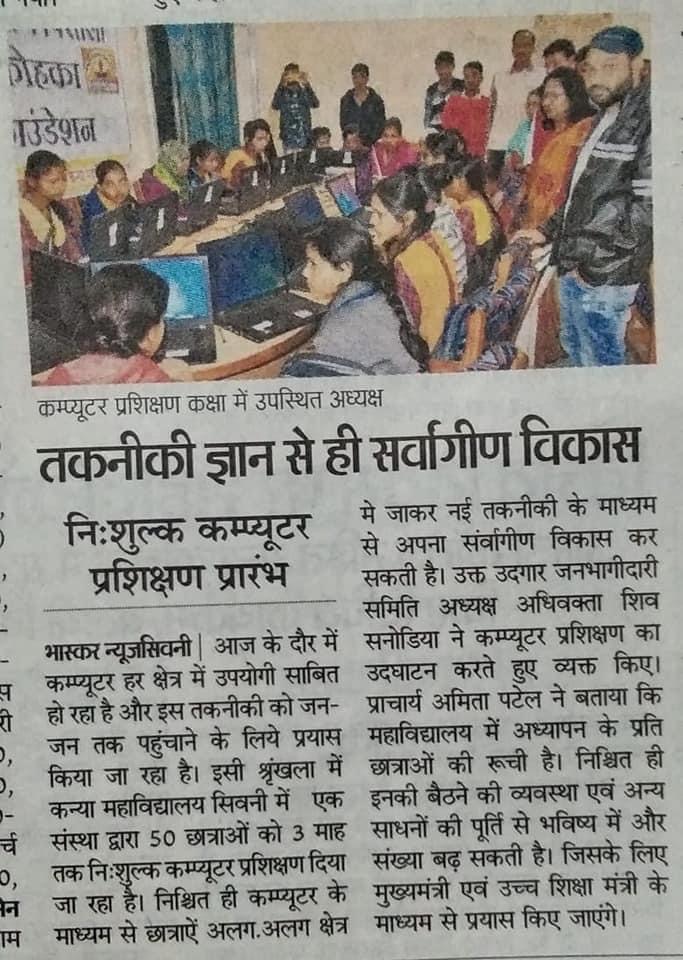 कोहका
फाउंडेशन
कम्प्यूटर प्रशिक्षण कक्षा में उपस्थित अध्यक्ष
तकनीकी ज्ञान से ही सर्वागीण विकास
निःशुल्क कम्प्यूटर
प्रशिक्षण प्रारंभ
भास्कर न्यूजसिवनी| आज के दौर में
कम्प्यूटर हर क्षेत्र में उपयोगी साबित
हो रहा है और इस तकनीकी को जन-
जन तक पहुंचाने के लिये प्रयास
किया जा रहा है। इसी श्रृंखला में
कन्या महाविद्यालय सिवनी में एक
संस्था द्वारा 50 छात्राओं को 3 माह
तक निःशुल्क कम्प्यूटर प्रशिक्षण दिया
जा रहा है। निश्चित ही कम्प्यूटर के
माध्यम से छात्राऐं अलग.अलग क्षेत्र
मे जाकर नई तकनीकी के माध्यम
से अपना संर्वागीण विकास कर
सकती है। उक्त उदगार जनभागीदारी
समिति अध्यक्ष अधिवक्ता शिव
सनोडिया ने कम्प्यूटर प्रशिक्षण का
उदघाटन करते हुए व्यक्त किए।
प्राचार्य अमिता पटेल ने बताया कि
महाविद्यालय में अध्यापन के प्रति
छात्राओं की रूची है। निश्चित ही
इनकी बैठने की व्यवस्था एवं अन्य
साधनों की पूर्ति से भविष्य में और
संख्या बढ़ सकती है। जिसके लिए
मुख्यमंत्री एवं उच्च शिक्षा मंत्री के
माध्यम से प्रयास किए जाएंगे।